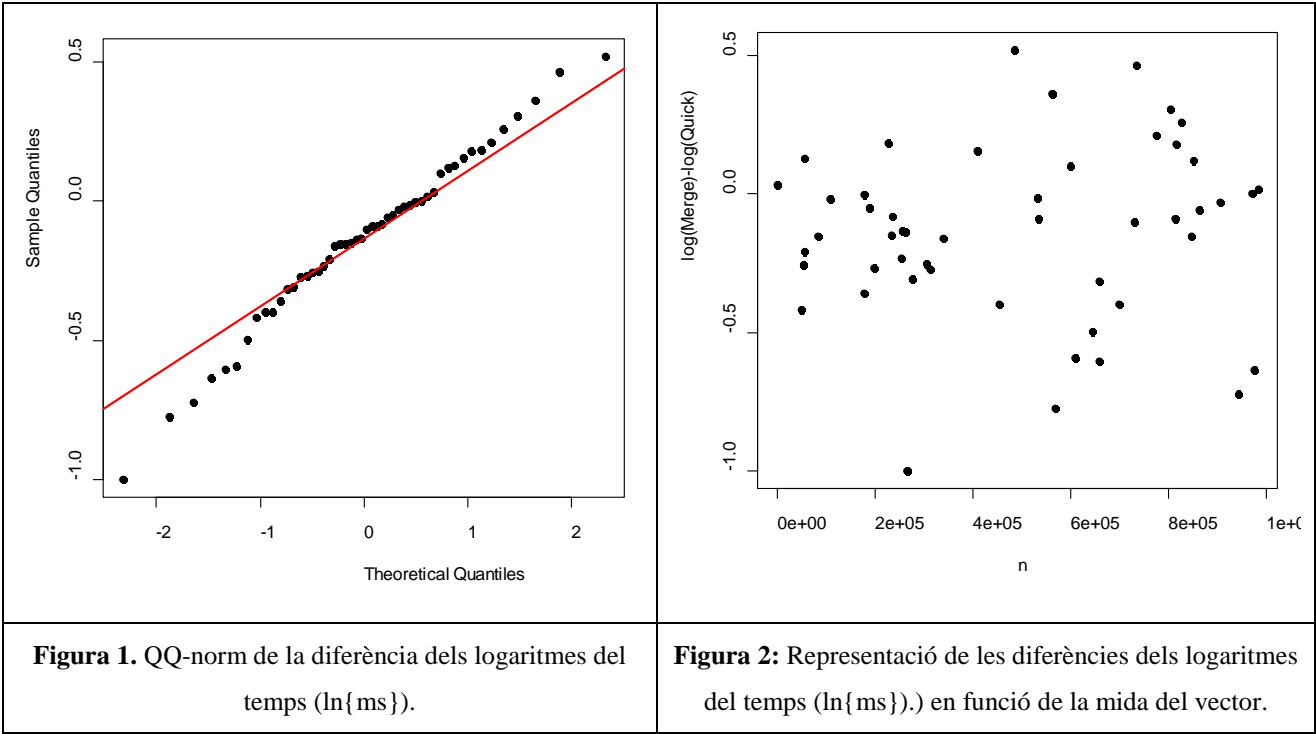 0.5
0.0
-0.5
-1.0
Sample Quantiles
-2
-1
0
1
2
Theoretical Quantiles
0.5
0.0
-0.5
-1.0
log(Merge)-log(Quick)
0e+00
2e+05
4e+05
6e+05
8e+05
1e+0
n
Figura 1. QQ-norm de la diferència dels logaritmes del
temps (ln{ms}).
Figura 2: Representació de les diferències dels logaritmes
del temps (ln{ms}).) en funció de la mida del vector.